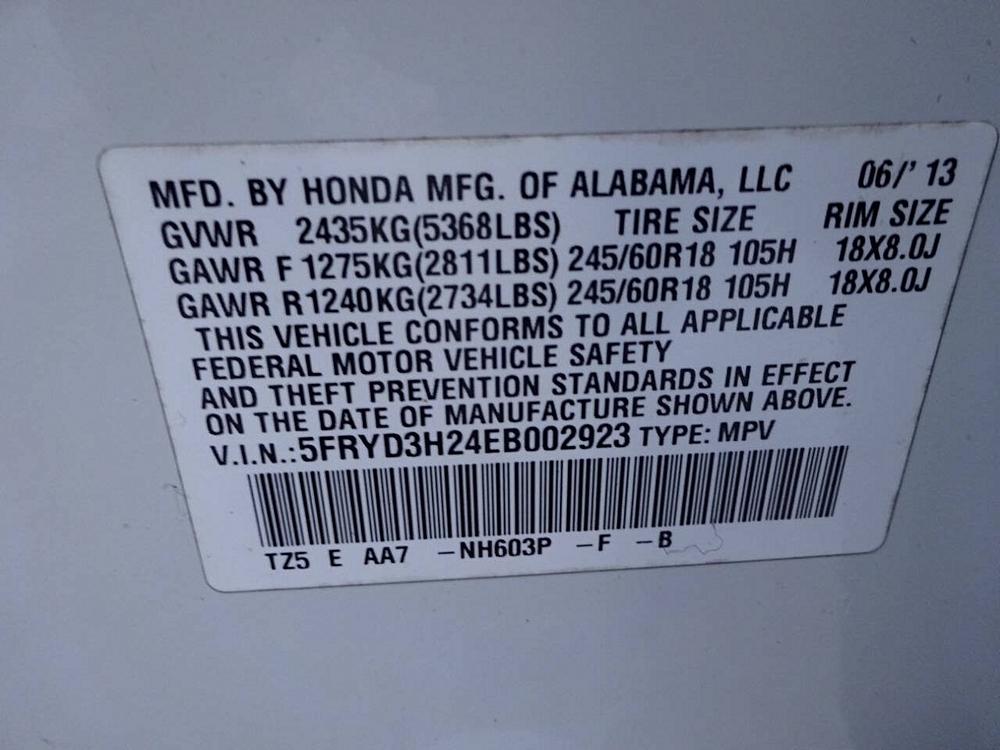 MFD. BY HONDA MFG. OF ALABAMA, LLC 06/' 13
GVWR 2435KG(5368LBS) TIRE SIZE RIM SIZE
GAWR F 1275KG(2811LBS) 245/60R18 105H 18X8.0J
GAWR R1240KG(2734LBS) 245/60R18 105H 18X8.0J
THIS VEHICLE CONFORMS TO ALL APPLICABLE
FEDERAL MOTOR VEHICLE SAFETY
AND THEFT PREVENTION STANDARDS IN EFFECT
ON THE DATE OF MANUFACTURE SHOWN ABOVE.
V.I.N.:5FRYD3H24EB002923 TYPE: MPV
TZ5 E AA7 -NH603P -F -B